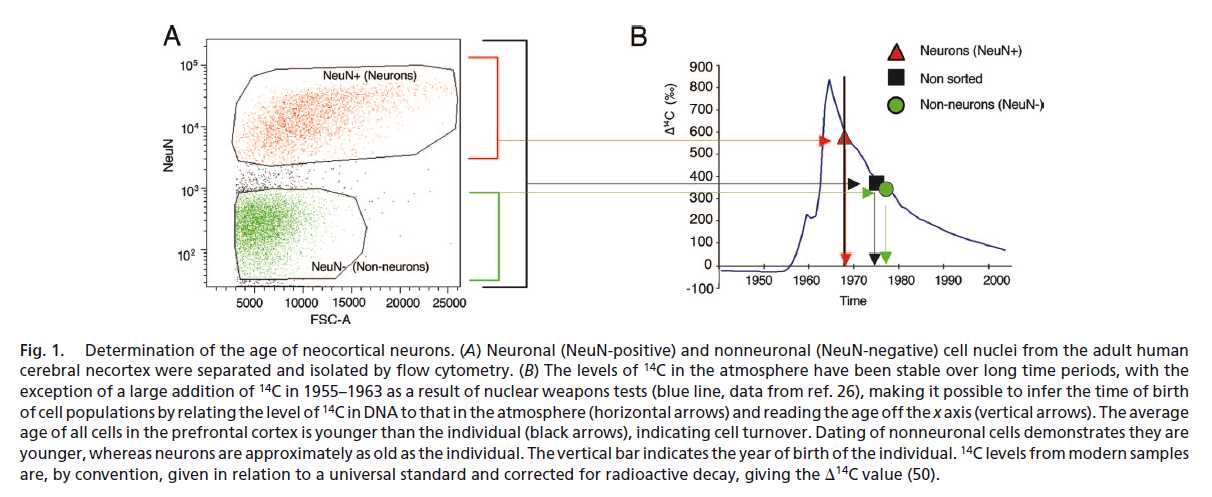 A
B
NeuN
10⁵
10⁴
10³
10²
NeuN+ (Neurons)
NeuN- (Non-neurons)
5000 10000 15000 20000 25000
FSC-A
Δ¹⁴C (‰)
900
800
700
600
500
400
300
200
100
0
-100
1950 1960 1970 1980 1990 2000
Time
Neurons (NeuN+)
Non sorted
Non-neurons (NeuN-)
Fig. 1. Determination of the age of neocortical neurons. (A) Neuronal (NeuN-positive) and nonneuronal (NeuN-negative) cell nuclei from the adult human
cerebral necortex were separated and isolated by flow cytometry. (B) The levels of ¹⁴C in the atmosphere have been stable over long time periods, with the
exception of a large addition of ¹⁴C in 1955–1963 as a result of nuclear weapons tests (blue line, data from ref. 26), making it possible to infer the time of birth
of cell populations by relating the level of ¹⁴C in DNA to that in the atmosphere (horizontal arrows) and reading the age off the x axis (vertical arrows). The average
age of all cells in the prefrontal cortex is younger than the individual (black arrows), indicating cell turnover. Dating of nonneuronal cells demonstrates they are
younger, whereas neurons are approximately as old as the individual. The vertical bar indicates the year of birth of the individual. ¹⁴C levels from modern samples
are, by convention, given in relation to a universal standard and corrected for radioactive decay, giving the Δ¹⁴C value (50).